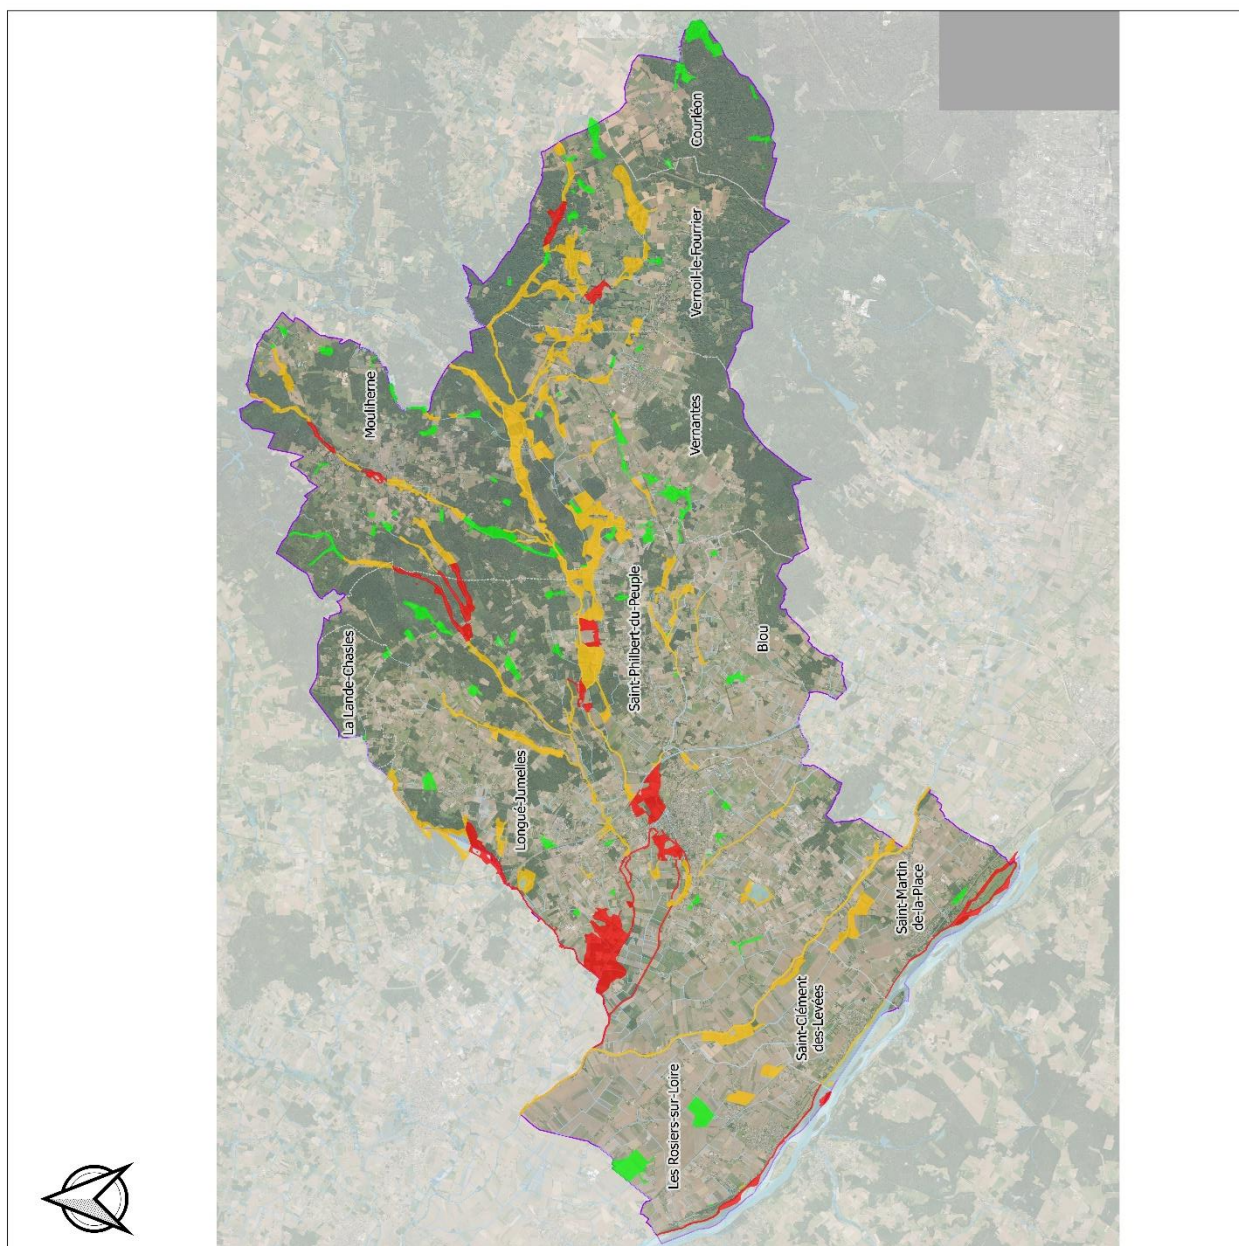 Courléon
Vernoil-le-Fourrier
Mouliherne
Vernantes
Saint-Philbert-du-Peuple
Blou
La Lande-Chasles
Longué-Jumelles
Saint-Martin
de-la-Place
Saint-Clément
des-Levées
Les Rosiers-sur-Loire